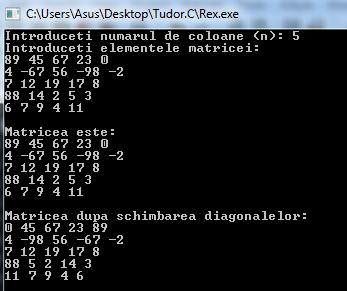 C:\Users\Asus\Desktop\Tudor.C\Rex.exe
Introduceti numarul de coloane (n): 5
Introduceti elementele matricei:
89 45 67 23 0
4 -67 56 -98 -2
7 12 19 17 8
88 14 2 5 3
6 7 9 4 11
Matricea este:
89 45 67 23 0
4 -67 56 -98 -2
7 12 19 17 8
88 14 2 5 3
6 7 9 4 11
Matricea dupa schimbarea diagonalelor:
0 45 67 23 89
4 -98 56 -67 -2
7 12 19 17 8
88 5 2 14 3
11 7 9 4 6